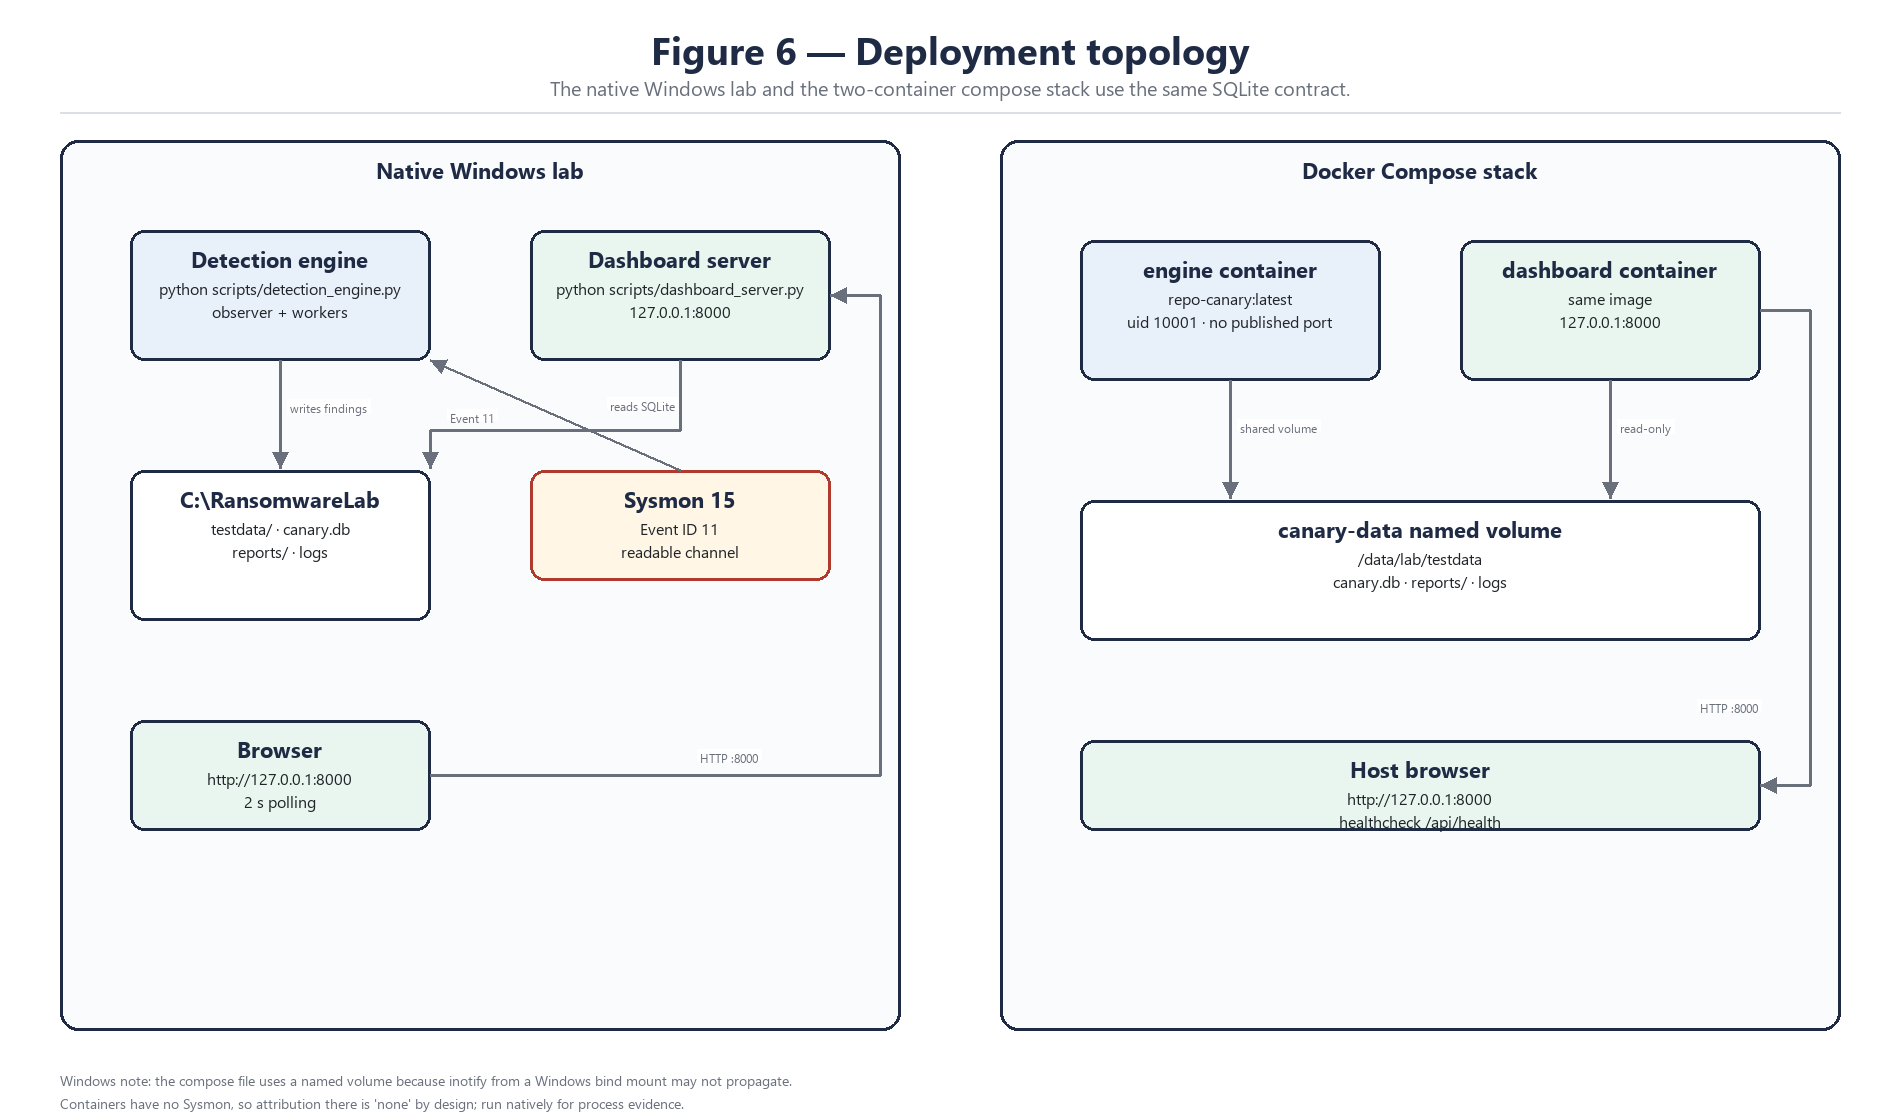 Figure 6 — Deployment topology
The native Windows lab and the two-container compose stack use the same SQLite contract.
Native Windows lab
Detection engine
python scripts/detection_engine.py
observer + workers
Dashboard server
python scripts/dashboard_server.py
127.0.0.1:8000
writes findings
Event 11
reads SQLite
C:\RansomwareLab
testdata/ · canary.db
reports/ · logs
Sysmon 15
Event ID 11
readable channel
Browser
http://127.0.0.1:8000
2 s polling
HTTP :8000
Docker Compose stack
engine container
repo-canary:latest
uid 10001 · no published port
dashboard container
same image
127.0.0.1:8000
shared volume
read-only
canary-data named volume
/data/lab/testdata
canary.db · reports/ · logs
HTTP :8000
Host browser
http://127.0.0.1:8000
healthcheck /api/health
Windows note: the compose file uses a named volume because inotify from a Windows bind mount may not propagate.
Containers have no Sysmon, so attribution there is 'none' by design; run natively for process evidence.